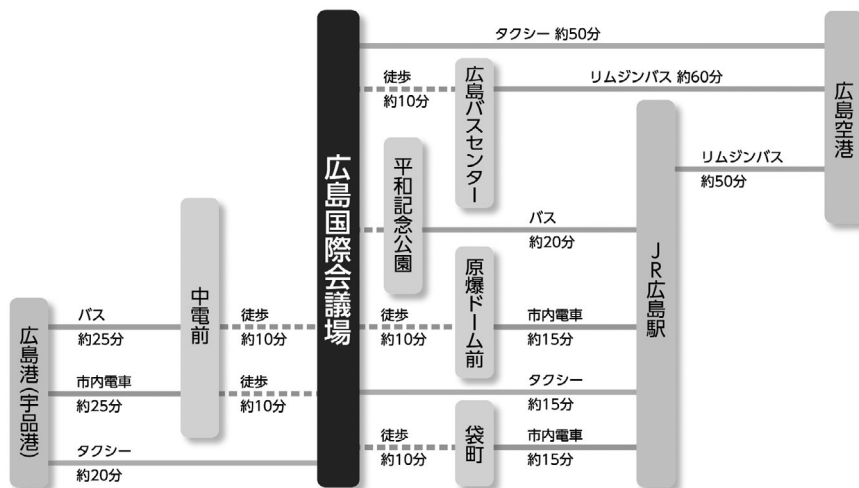 タクシー 約50分
徒歩
約10分
広島バスセンター
リムジンバス 約60分
広島空港
リムジンバス
約50分
広島国際会議場
平和記念公園
バス
約20分
JR広島駅
中電前
原爆ドーム前
広島港(宇品港)
バス
約25分
徒歩
約10分
徒歩
約10分
市内電車
約15分
市内電車
約25分
徒歩
約10分
タクシー
約15分
タクシー
約20分
徒歩
約10分
袋町
市内電車
約15分